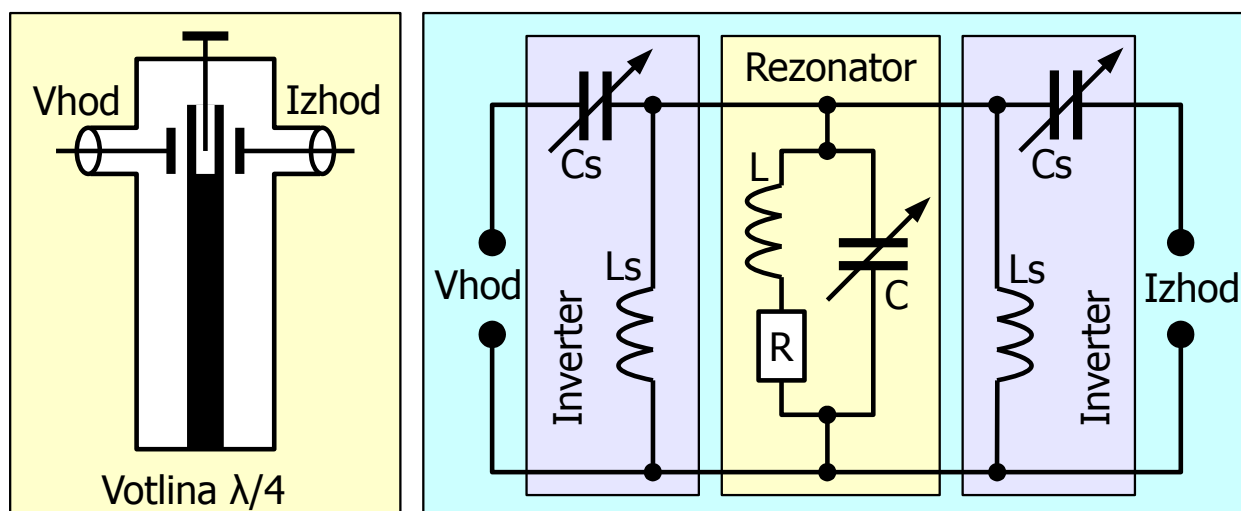 Vhod
Izhod
Votlina λ/4
Rezonator
Cs
Cs
L
Ls
Ls
Vhod
C
Izhod
R
Inverter
Inverter